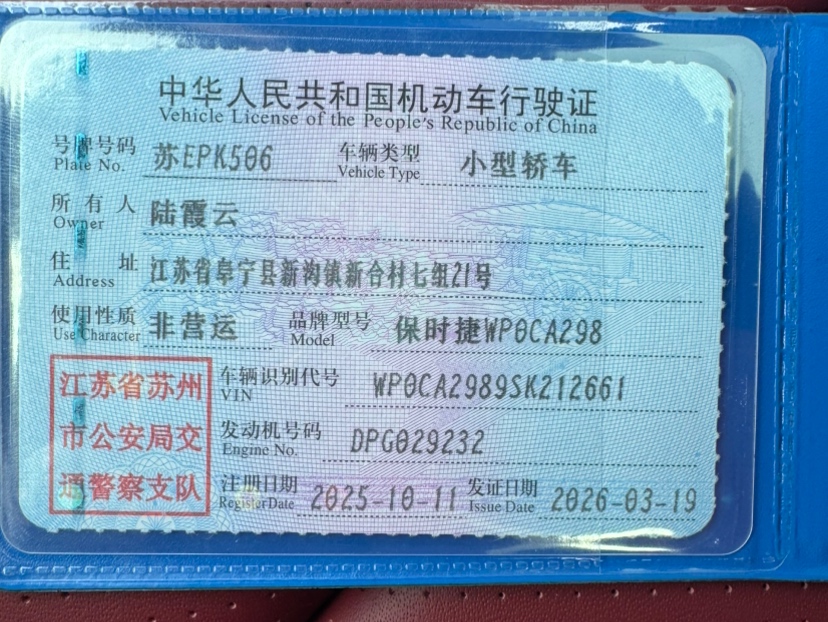 中华人民共和国机动车行驶证
Vehicle License of the People's Republic of China
号牌号码 苏EPK506 车辆类型 小型轿车
Plate No. Vehicle Type
所有人 陆霞云
Owner
住址 江苏省阜宁县新沟镇新合村七组21号
Address
使用性质 非营运 品牌型号 保时捷WP0CA298
Use Character Model
江苏省苏州 车辆识别代号 WP0CA2989SK212661
VIN
市公安局交 发动机号码 DPG029232
Engine No.
通警察支队 注册日期 2025-10-11 发证日期 2026-03-19
Register Date Issue Date